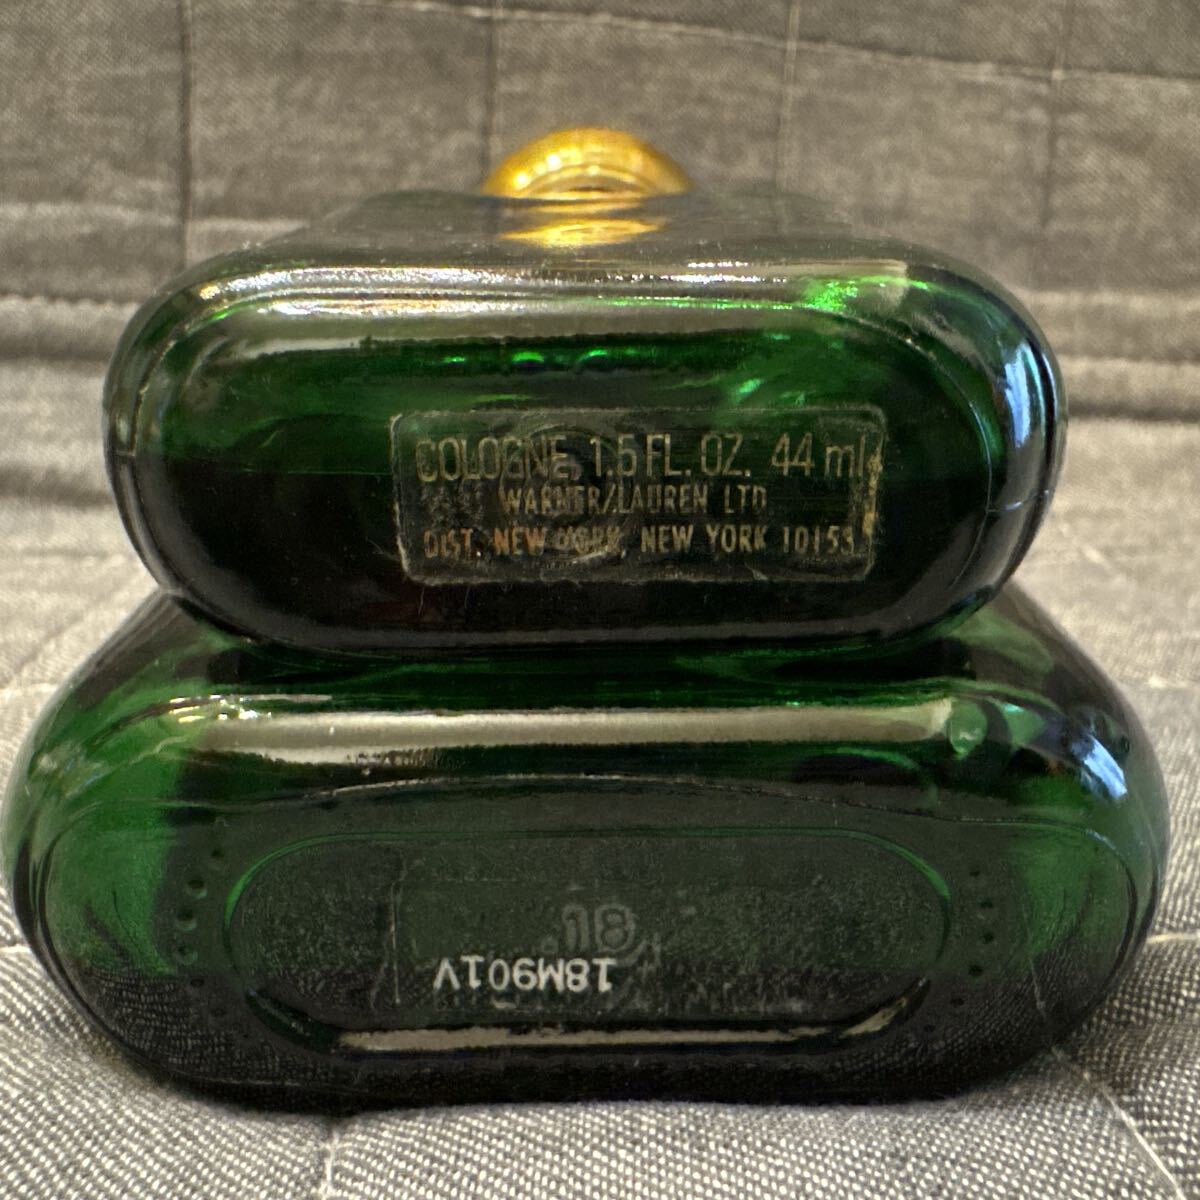 COLOGNE, 1.5 FL. OZ. 44 ml
WARNER/LAUREN LTD
DIST. NEW YORK, NEW YORK 10153
18
18M901V